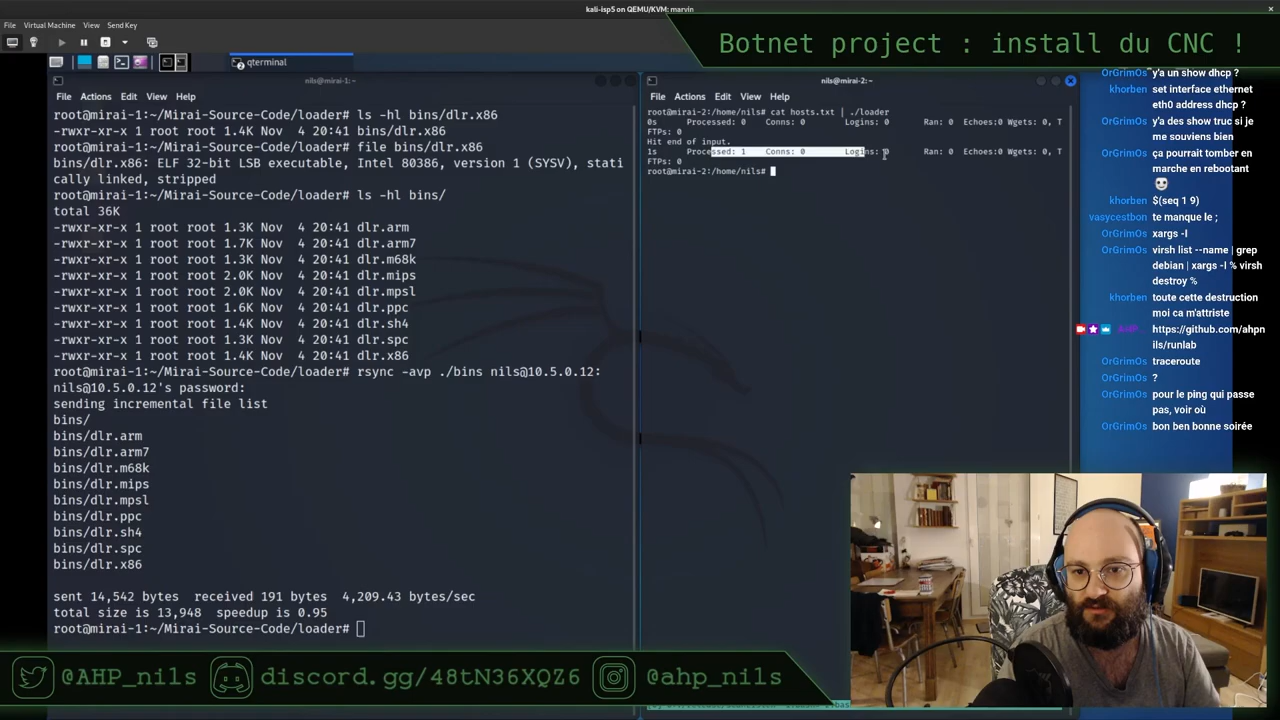 kali-isp5 on QEMU/KVM: marvin
File Virtual Machine View Send Key
Botnet project : install du CNC !
qterminal
nils@mirai-1: ~
File Actions Edit View Help
root@mirai-1:~/Mirai-Source-Code/loader# ls -hl bins/dlr.x86
-rwxr-xr-x 1 root root 1.4K Nov 4 20:41 bins/dlr.x86
root@mirai-1:~/Mirai-Source-Code/loader# file bins/dlr.x86
bins/dlr.x86: ELF 32-bit LSB executable, Intel 80386, version 1 (SYSV), stati
cally linked, stripped
root@mirai-1:~/Mirai-Source-Code/loader# ls -hl bins/
total 36K
-rwxr-xr-x 1 root root 1.3K Nov 4 20:41 dlr.arm
-rwxr-xr-x 1 root root 1.7K Nov 4 20:41 dlr.arm7
-rwxr-xr-x 1 root root 1.3K Nov 4 20:41 dlr.m68k
-rwxr-xr-x 1 root root 2.0K Nov 4 20:41 dlr.mips
-rwxr-xr-x 1 root root 2.0K Nov 4 20:41 dlr.mpsl
-rwxr-xr-x 1 root root 1.6K Nov 4 20:41 dlr.ppc
-rwxr-xr-x 1 root root 1.4K Nov 4 20:41 dlr.sh4
-rwxr-xr-x 1 root root 1.3K Nov 4 20:41 dlr.spc
-rwxr-xr-x 1 root root 1.4K Nov 4 20:41 dlr.x86
root@mirai-1:~/Mirai-Source-Code/loader# rsync -avp ./bins nils@10.5.0.12:
nils@10.5.0.12's password:
sending incremental file list
bins/
bins/dlr.arm
bins/dlr.arm7
bins/dlr.m68k
bins/dlr.mips
bins/dlr.mpsl
bins/dlr.ppc
bins/dlr.sh4
bins/dlr.spc
bins/dlr.x86
sent 14,542 bytes received 191 bytes 4,209.43 bytes/sec
total size is 13,948 speedup is 0.95
root@mirai-1:~/Mirai-Source-Code/loader#
nils@mirai-2: ~
File Actions Edit View Help
root@mirai-2:/home/nils# cat hosts.txt | ./loader
0s Processed: 0 Conns: 0 Logins: 0 Ran: 0 Echoes:0 Wgets: 0, T
FTPs: 0
Hit end of input.
1s Processed: 1 Conns: 0 Logins: 0 Ran: 0 Echoes:0 Wgets: 0, T
FTPs: 0
root@mirai-2:/home/nils#
OrGrimOs y'a un show dhcp ?
khorben set interface ethernet
eth0 address dhcp ?
OrGrimOs y'a des truc si je
me souviens bien
OrGrimOs ça pourrait tomber en
marche en rebootant
khorben $(seq 1 9)
vasycestbon te manque le ;
OrGrimOs xargs -I
OrGrimOs virsh list --name | grep
debian | xargs -I % virsh
destroy %
khorben toute cette destruction
moi ca m'attriste
https://github.com/ahpn
ils/runlab
OrGrimOs traceroute
OrGrimOs ?
OrGrimOs pour le ping qui passe
pas, voir où
OrGrimOs bon ben bonne soirée
@AHP_nils discord.gg/48tN36XQZ6 @ahp_nils